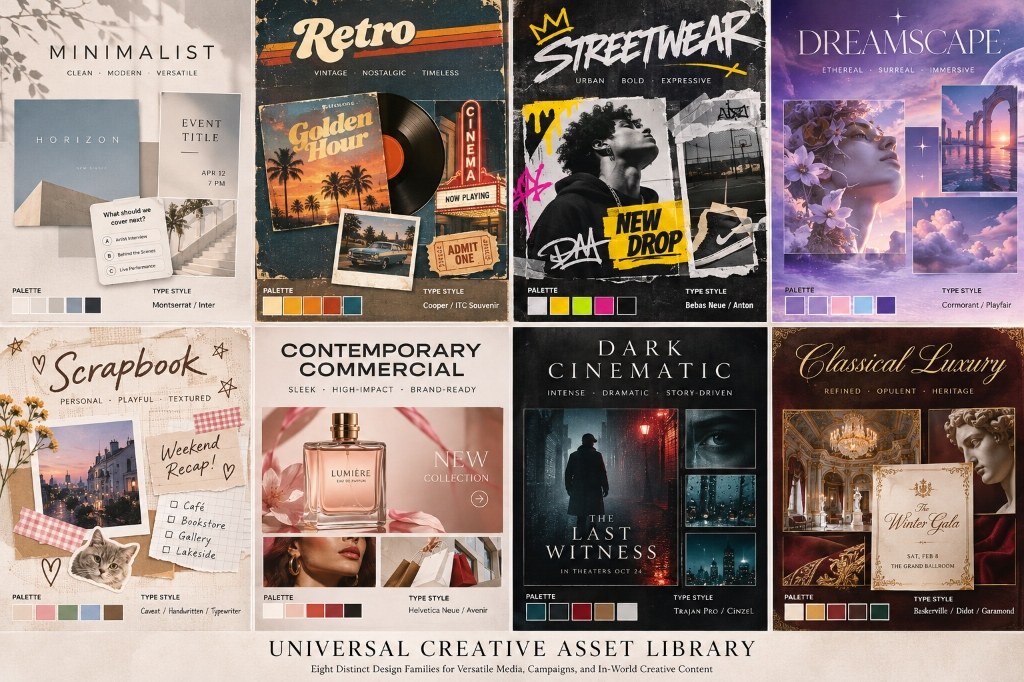 MINIMALIST
CLEAN · MODERN · VERSATILE
HORIZON
EVENT
TITLE
APR 12
7 PM
What should we
cover next?
A Artist Interview
B Behind the Scenes
C Live Performance
PALETTE
TYPE STYLE
Montserrat / Inter
Retro
VINTAGE · NOSTALGIC · TIMELESS
Golden
Hour
CINEMA
NOW PLAYING
ADMIT
ONE
PALETTE
TYPE STYLE
Cooper / ITC Souvenir
STREETWEAR
URBAN · BOLD · EXPRESSIVE
NEW
DROP
PALETTE
TYPE STYLE
Bebas Neue / Anton
DREAMSCAPE
ETHEREAL · SURREAL · IMMERSIVE
PALETTE
TYPE STYLE
Cormorant / Playfair
Scrapbook
PERSONAL · PLAYFUL · TEXTURED
Weekend
Recap!
Café
Bookstore
Gallery
Lakeside
PALETTE
TYPE STYLE
Caveat / Handwritten / Typewriter
CONTEMPORARY
COMMERCIAL
SLEEK · HIGH-IMPACT · BRAND-READY
LUMIÈRE
EAU DE PARFUM
NEW
COLLECTION
PALETTE
TYPE STYLE
Helvetica Neue / Avenir
DARK
CINEMATIC
INTENSE · DRAMATIC · STORY-DRIVEN
THE
LAST
WITNESS
IN THEATERS OCT 24
PALETTE
TYPE STYLE
Trajan Pro / Cinzel
Classical Luxury
REFINED · OPULENT · HERITAGE
The
Winter Gala
SAT, FEB 8
THE GRAND BALLROOM
PALETTE
TYPE STYLE
Baskerville / Didot / Garamond
UNIVERSAL CREATIVE ASSET LIBRARY
Eight Distinct Design Families for Versatile Media, Campaigns, and In-World Creative Content